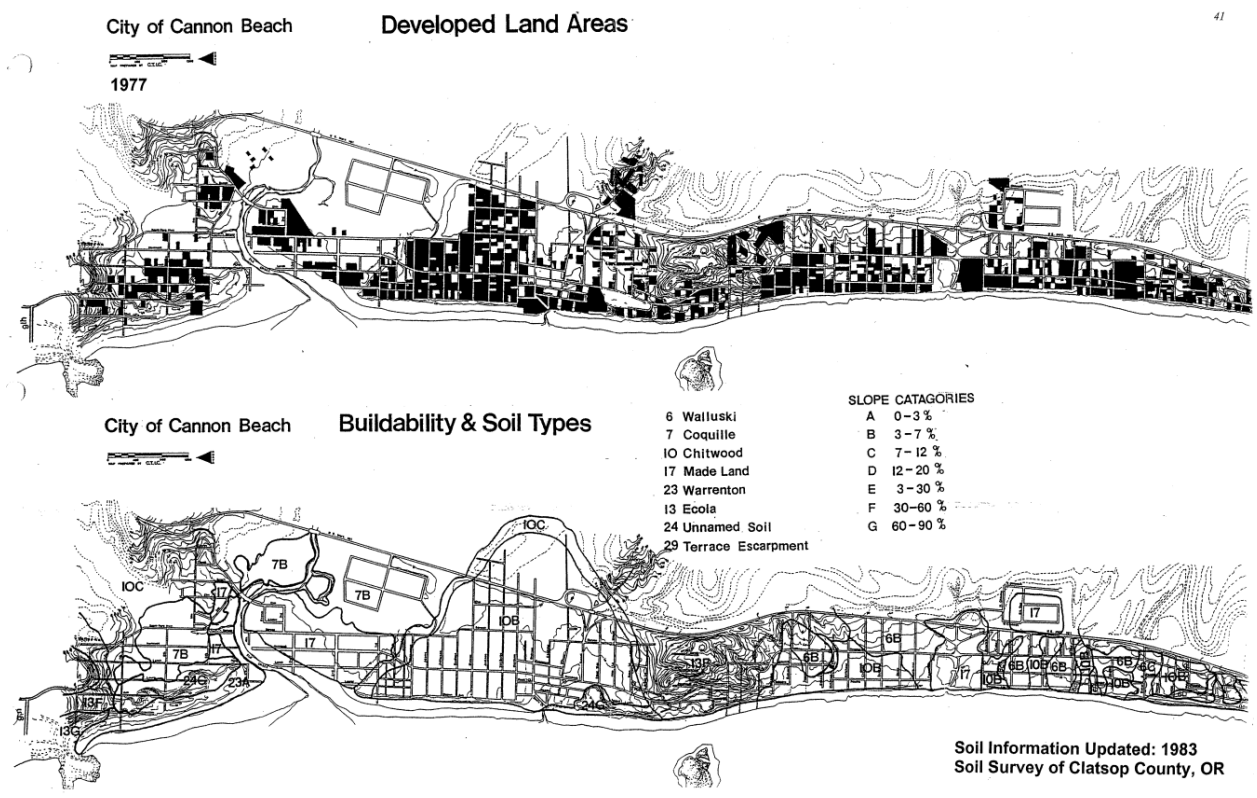 City of Cannon Beach
Developed Land Areas
41
1977
City of Cannon Beach
Buildability & Soil Types
6 Walluski
7 Coquille
10 Chitwood
17 Made Land
23 Warrenton
13 Ecola
24 Unnamed Soil
29 Terrace Escarpment
SLOPE CATAGORIES
A 0-3 %
B 3-7 %
C 7-12 %
D 12-20 %
E 3-30 %
F 30-60 %
G 60-90 %
10C
7B
10C
7B
17
17
10B
6B
7B
17
17
13B
6B
10B
6B
10B
6B
6B
6C
24C
23A
17
10B
10B
10B
13F
24C
13G
Soil Information Updated: 1983
Soil Survey of Clatsop County, OR